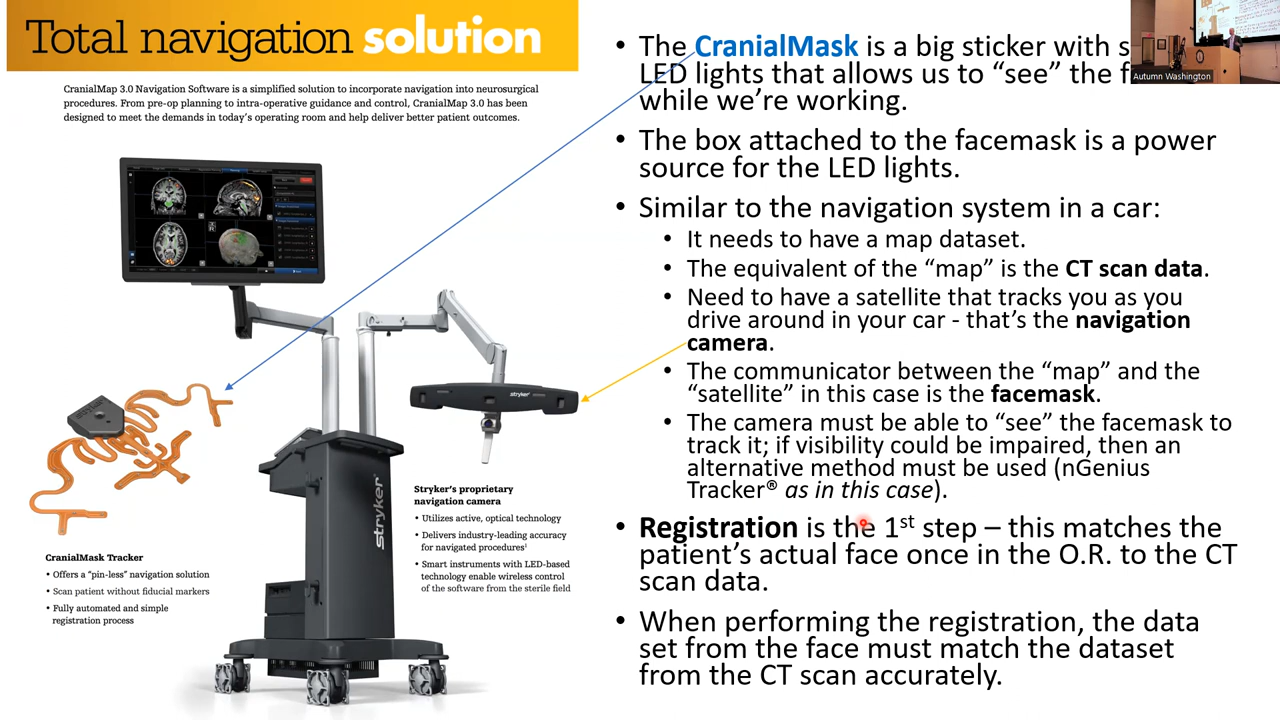 Total navigation solution
CranialMap 3.0 Navigation Software is a simplified solution to incorporate navigation into neurosurgical
procedures. From pre-op planning to intra-operative guidance and control, CranialMap 3.0 has been
designed to meet the demands in today's operating room and help deliver better patient outcomes.
stryker
stryker
CranialMask Tracker
• Offers a "pin-less" navigation solution
• Scan patient without fiducial markers
• Fully automated and simple
registration process
Stryker's proprietary
navigation camera
• Utilizes active, optical technology
• Delivers industry-leading accuracy
for navigated procedures¹
• Smart instruments with LED-based
technology enable wireless control
of the software from the sterile field
• The CranialMask is a big sticker with
LED lights that allows us to "see" the
while we're working.
• The box attached to the facemask is a power
source for the LED lights.
• Similar to the navigation system in a car:
• It needs to have a map dataset.
• The equivalent of the "map" is the CT scan data.
• Need to have a satellite that tracks you as you
drive around in your car - that's the navigation
camera.
• The communicator between the "map" and the
"satellite" in this case is the facemask.
• The camera must be able to "see" the facemask to
track it; if visibility could be impaired, then an
alternative method must be used (nGenius
Tracker® as in this case).
• Registration is the 1st step – this matches the
patient's actual face once in the O.R. to the CT
scan data.
• When performing the registration, the data
set from the face must match the dataset
from the CT scan accurately.
Autumn Washington